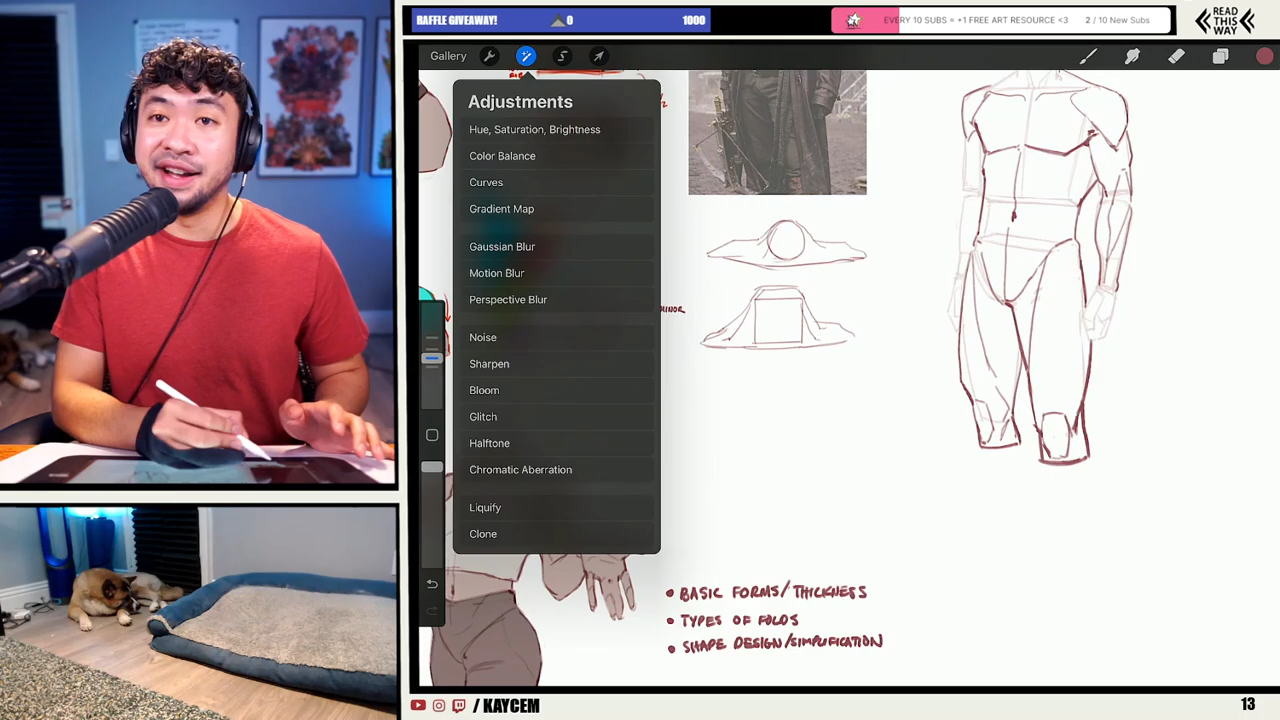 RAFFLE GIVEAWAY! 0 1000
EVERY 10 SUBS = +1 FREE ART RESOURCE <3 2 / 10 New Subs
READ
THIS
WAY
Gallery
Adjustments
Hue, Saturation, Brightness
Color Balance
Curves
Gradient Map
Gaussian Blur
Motion Blur
Perspective Blur
Noise
Sharpen
Bloom
Glitch
Halftone
Chromatic Aberration
Liquify
Clone
• BASIC FORMS/THICKNESS
• TYPES OF FOLDS
• SHAPE DESIGN/SIMPLIFICATION
/ KAYCEM
13